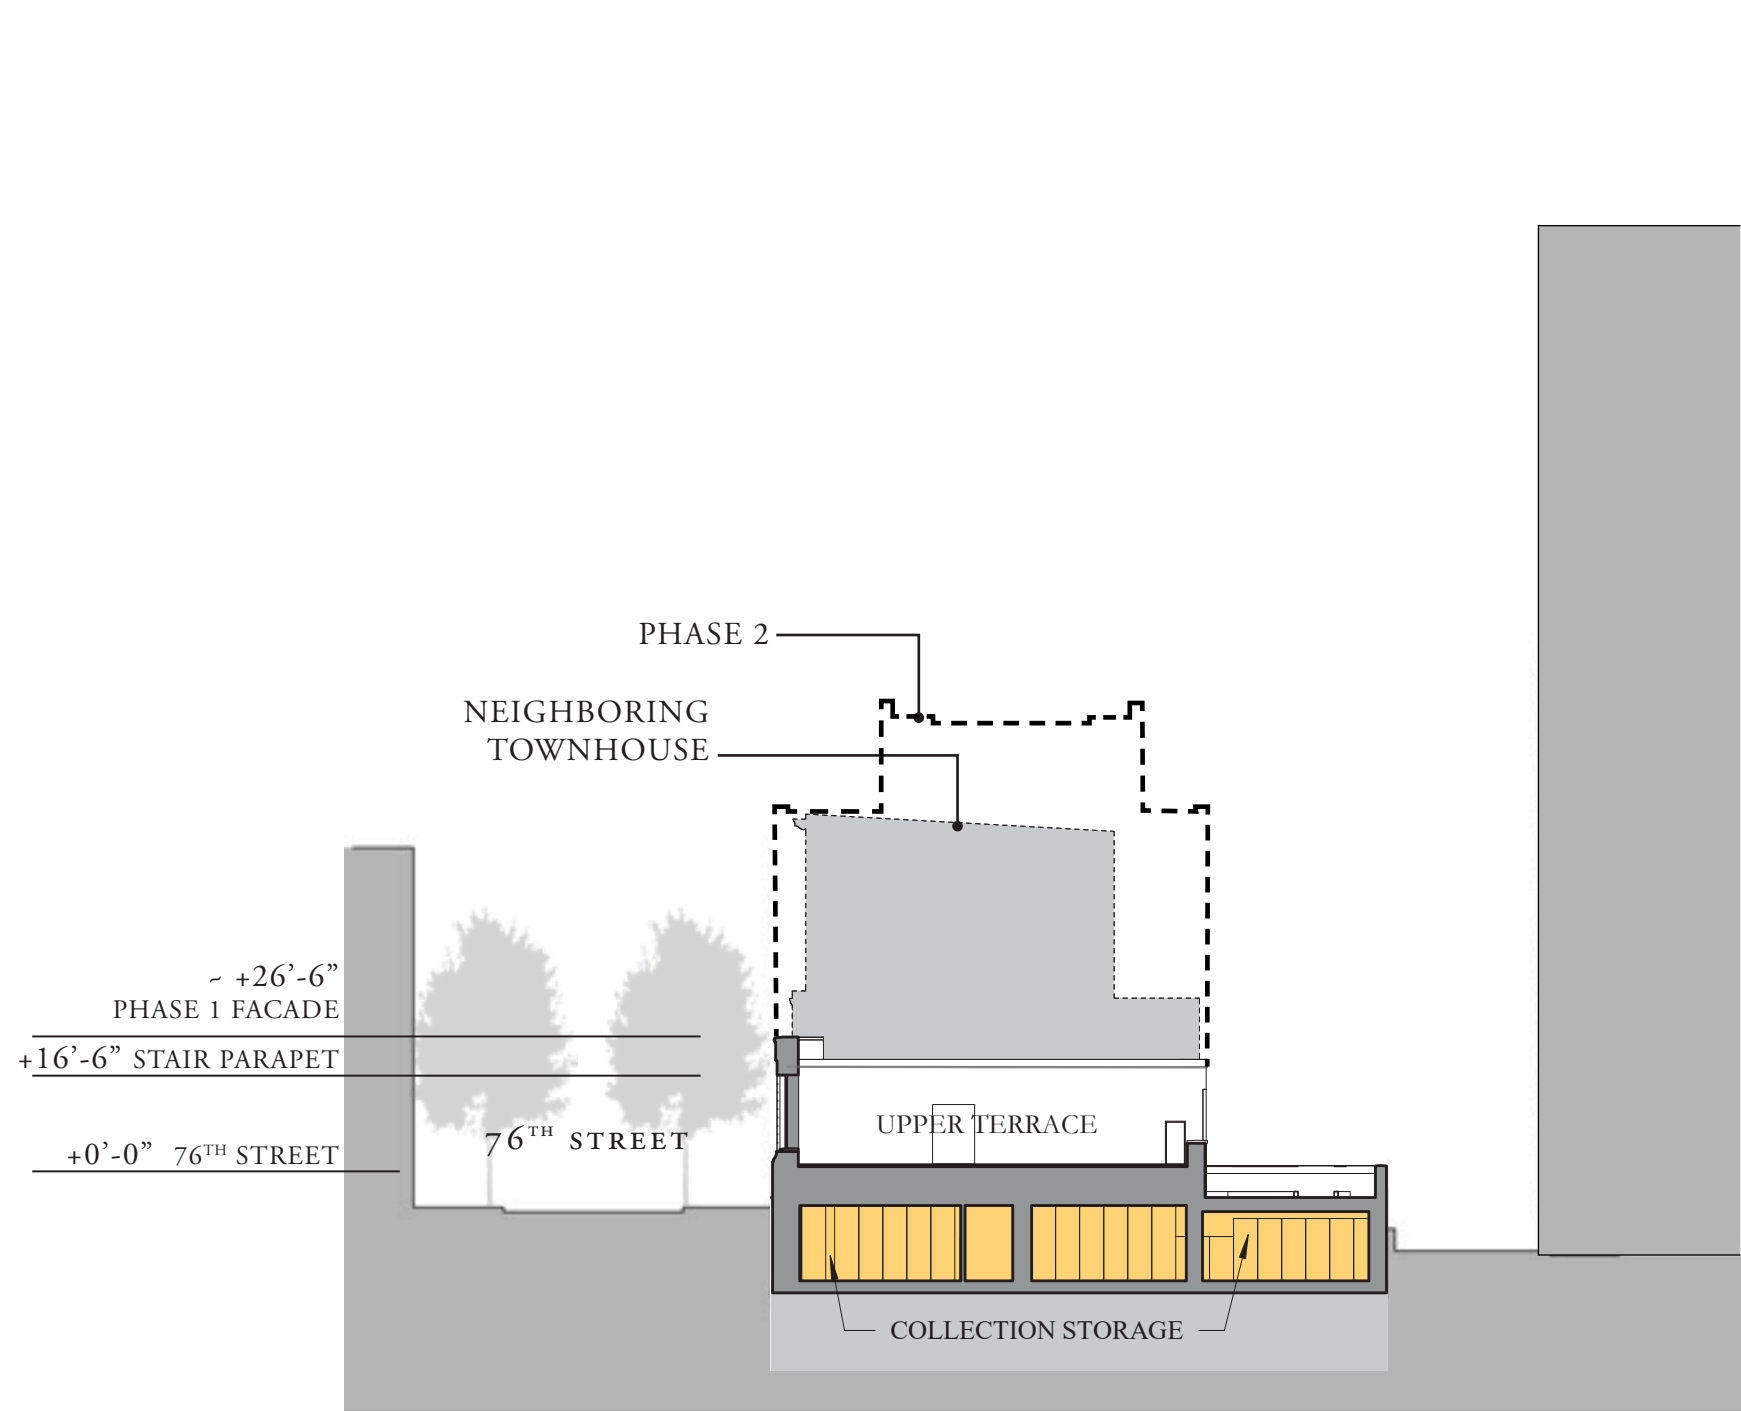 PHASE 2
NEIGHBORING
TOWNHOUSE
~ +26’-6”
PHASE 1 FACADE
+16’-6” STAIR PARAPET
+0’-0” 76TH STREET
76TH STREET
UPPER TERRACE
COLLECTION STORAGE